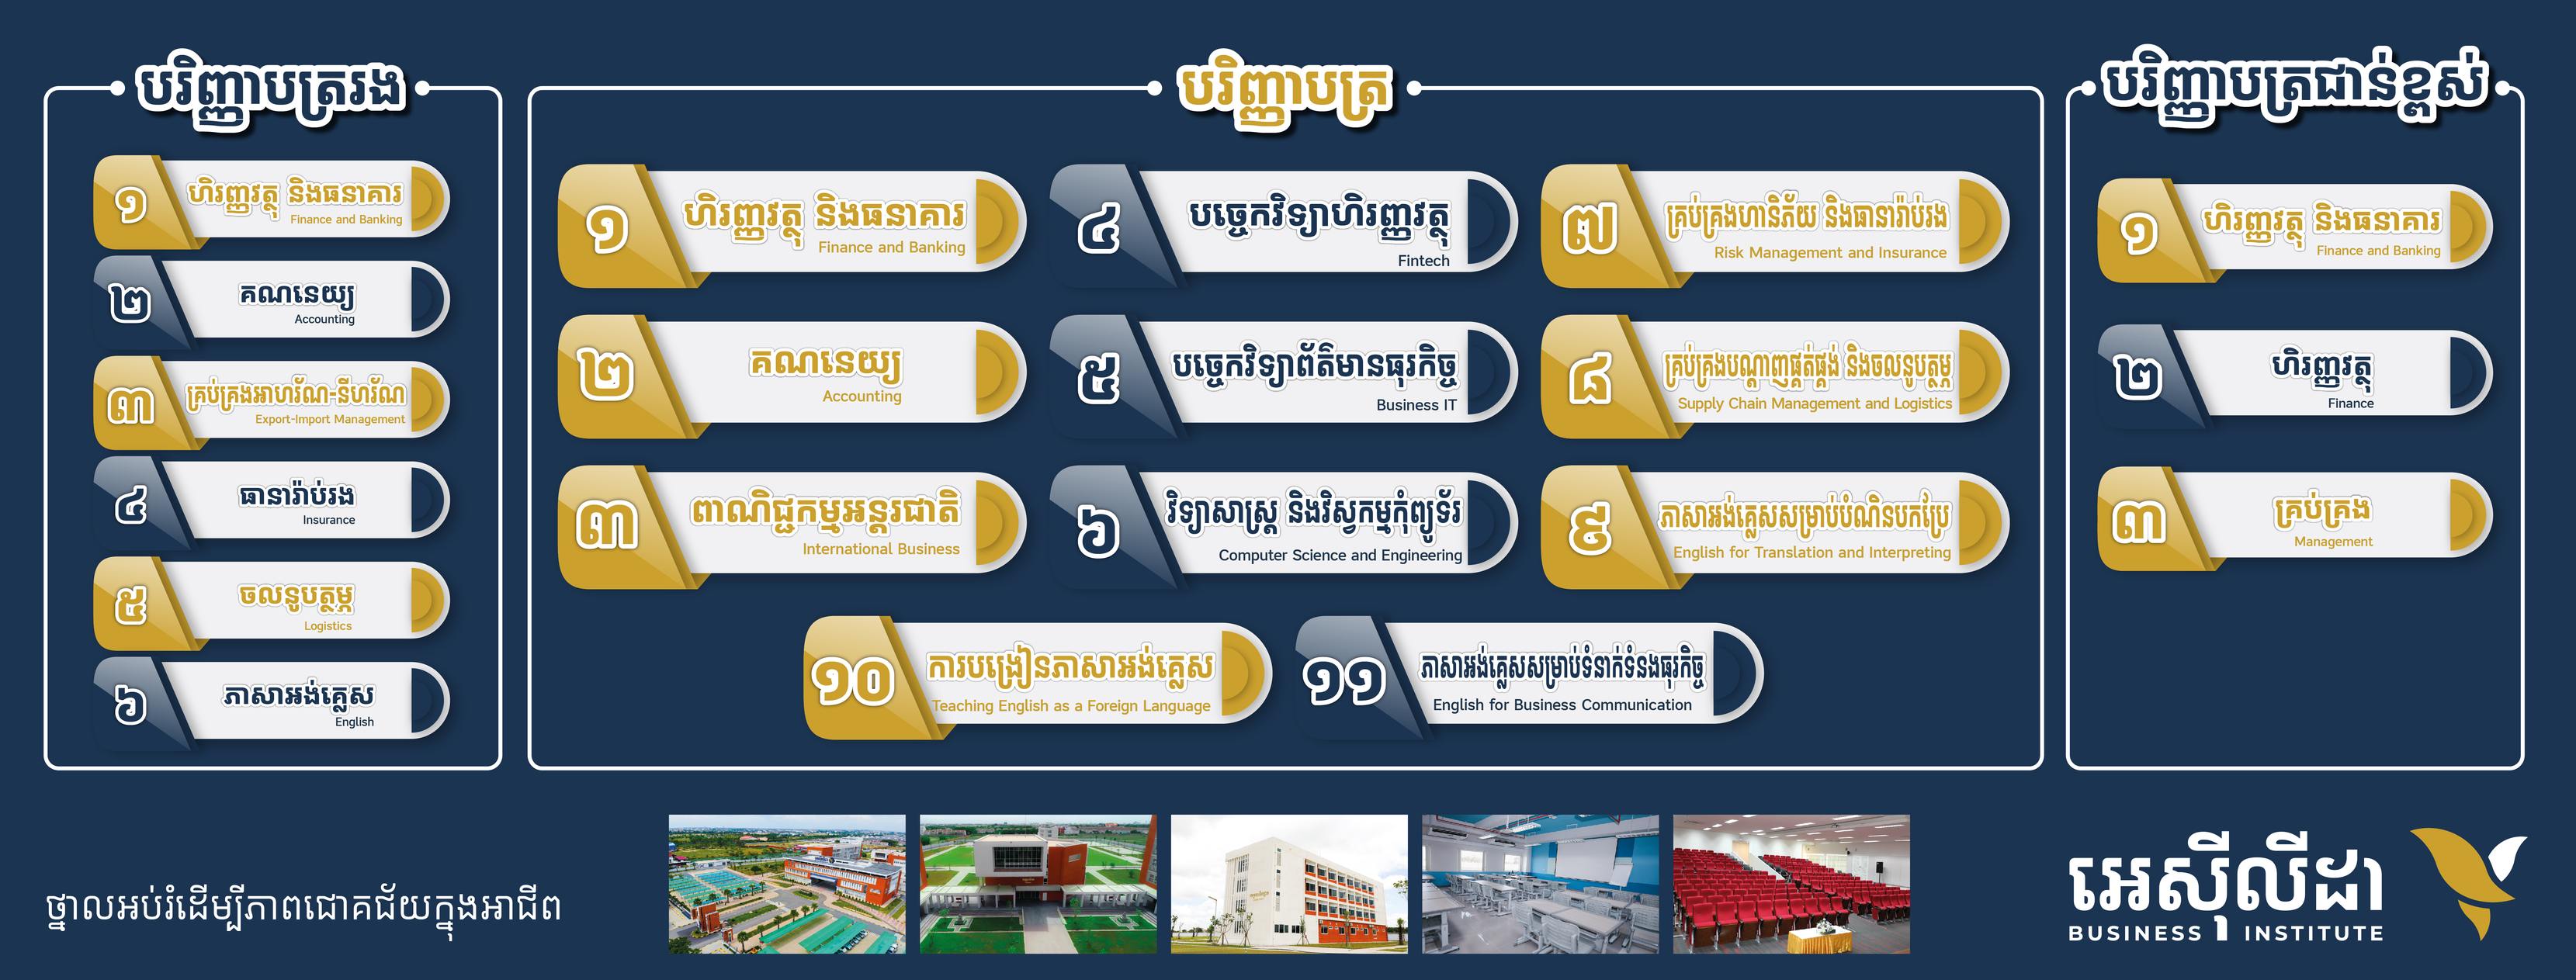 បរិញ្ញាបត្ររង
១
ហិរញ្ញវត្ថុ និងធនាគារ
Finance and Banking
២
គណនេយ្យ
Accounting
៣
គ្រប់គ្រងអាហរ័ណ-នីហរ័ណ
Export-Import Management
៤
ធានារ៉ាប់រង
Insurance
៥
ចលនូបត្ថម្ភ
Logistics
៦
ភាសាអង់គ្លេស
English
បរិញ្ញាបត្រ
១
ហិរញ្ញវត្ថុ និងធនាគារ
Finance and Banking
២
គណនេយ្យ
Accounting
៣
ពាណិជ្ជកម្មអន្តរជាតិ
International Business
៤
បច្ចេកវិទ្យាហិរញ្ញវត្ថុ
Fintech
៥
បច្ចេកវិទ្យាព័ត៌មានធុរកិច្ច
Business IT
៦
វិទ្យាសាស្ត្រ និងវិស្វកម្មកុំព្យូទ័រ
Computer Science and Engineering
៧
គ្រប់គ្រងហានិភ័យ និងធានារ៉ាប់រង
Risk Management and Insurance
៨
គ្រប់គ្រងបណ្តាញផ្គត់ផ្គង់ និងចលនូបត្ថម្ភ
Supply Chain Management and Logistics
៩
ភាសាអង់គ្លេសសម្រាប់បំណិនបកប្រែ
English for Translation and Interpreting
១០
ការបង្រៀនភាសាអង់គ្លេស
Teaching English as a Foreign Language
១១
ភាសាអង់គ្លេសសម្រាប់ទំនាក់ទំនងធុរកិច្ច
English for Business Communication
បរិញ្ញាបត្រជាន់ខ្ពស់
១
ហិរញ្ញវត្ថុ និងធនាគារ
Finance and Banking
២
ហិរញ្ញវត្ថុ
Finance
៣
គ្រប់គ្រង
Management
ថ្នាលអប់រំដើម្បីភាពជោគជ័យក្នុងអាជីព
អេស៊ីលីដា
BUSINESS INSTITUTE